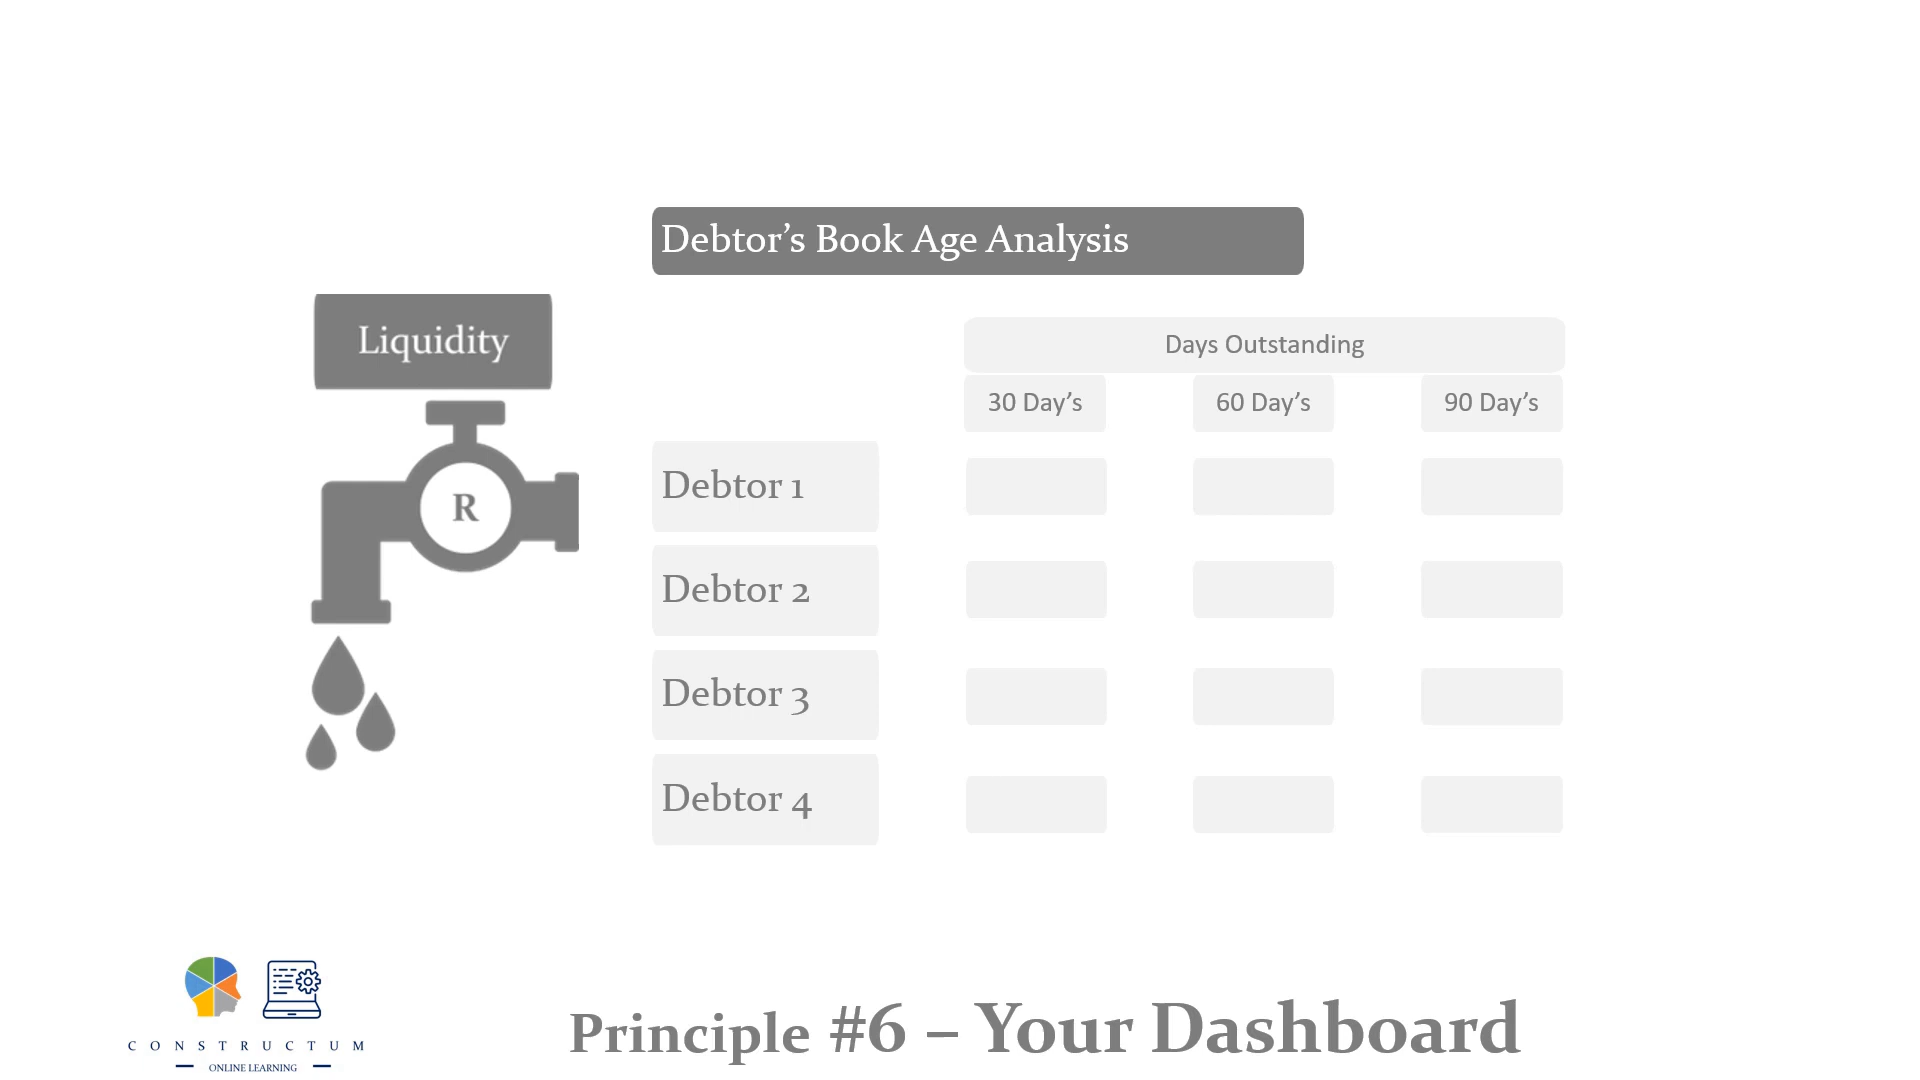 Debtor’s Book Age Analysis
Liquidity
R
Days Outstanding
30 Day’s 60 Day’s 90 Day’s
Debtor 1
Debtor 2
Debtor 3
Debtor 4
CONSTRUCTUM
ONLINE LEARNING
Principle #6 – Your Dashboard